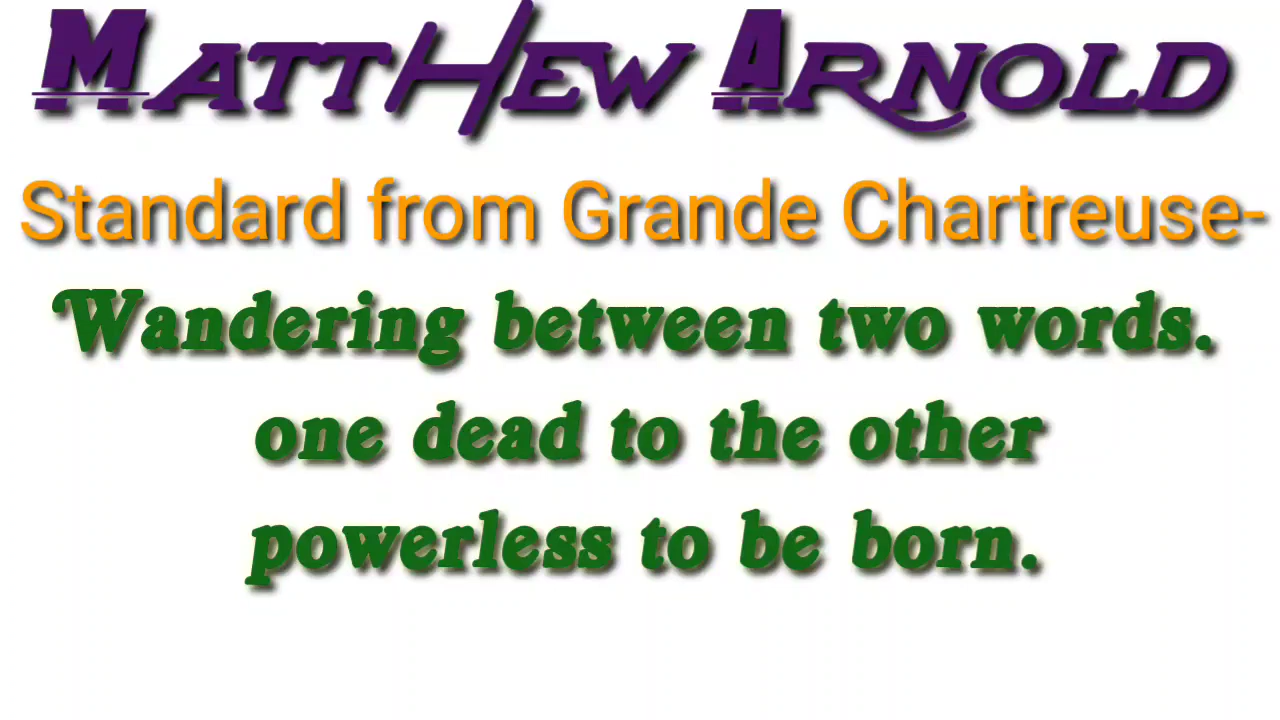 Matthew Arnold
Standard from Grande Chartreuse-
Wandering between two words.
one dead to the other
powerless to be born.